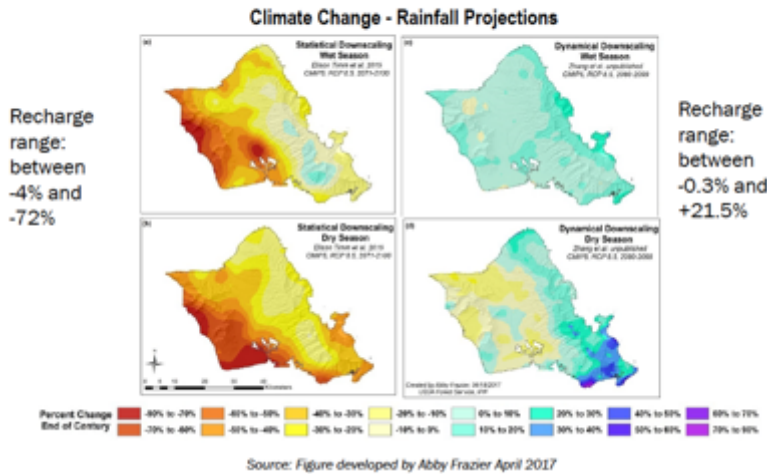 Climate Change - Rainfall Projections
Recharge
range:
between
-4% and
-72%
(a)
Statistical Downscaling
Wet Season
Elison Timm et al. 2015
CMIP5, RCP 8.5, 2071-2100
(c)
Dynamical Downscaling
Wet Season
Zhang et al. unpublished
CMIP5, RCP 8.5, 2080-2099
Recharge
range:
between
-0.3% and
+21.5%
(b)
Statistical Downscaling
Dry Season
Elison Timm et al. 2015
CMIP5, RCP 8.5, 2071-2100
(d)
Dynamical Downscaling
Dry Season
Zhang et al. unpublished
CMIP5, RCP 8.5, 2080-2099
Created by Abby Frazier,
USDA Forest Service,
Percent Change
End of Century
-80% to -70% -60% to -50% -40% to -30% -20% to -10% 0% to 10% 20% to 30% 40% to 50% 60% to 70%
-70% to -60% -50% to -40% -30% to -20% -10% to 0% 10% to 20% 30% to 40% 50% to 60% 70% to 80%
Source: Figure developed by Abby Frazier April 2017